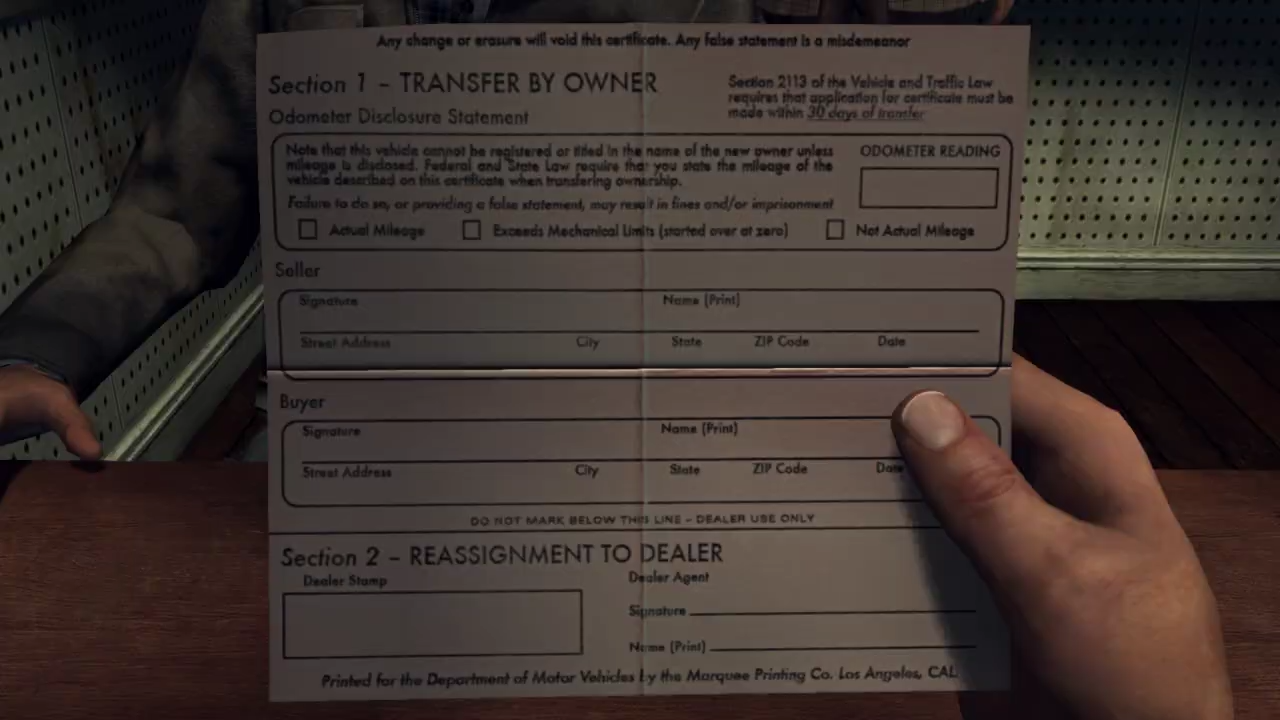 Any change or erasure will void this certificate. Any false statement is a misdemeanor
Section 1 - TRANSFER BY OWNER
Section 2113 of the Vehicle and Traffic Law
requires that application for certificate must be
made within 30 days of transfer
Odometer Disclosure Statement
Note that this vehicle cannot be registered or titled in the name of the new owner unless
mileage is disclosed. Federal and State Law require that you state the mileage of the
vehicle described on this certificate when transfering ownership.
Failure to do so, or providing a false statement, may result in fines and/or imprisonment
ODOMETER READING
Actual Mileage Exceeds Mechanical Limits (started over at zero) Not Actual Mileage
Seller
Signature Name (Print)
Street Address City State ZIP Code Date
Buyer
Signature Name (Print)
Street Address City State ZIP Code Date
DO NOT MARK BELOW THIS LINE - DEALER USE ONLY
Section 2 - REASSIGNMENT TO DEALER
Dealer Stamp Dealer Agent
Signature
Name (Print)
Printed for the Department of Motor Vehicles by the Marquee Printing Co. Los Angeles, CAL